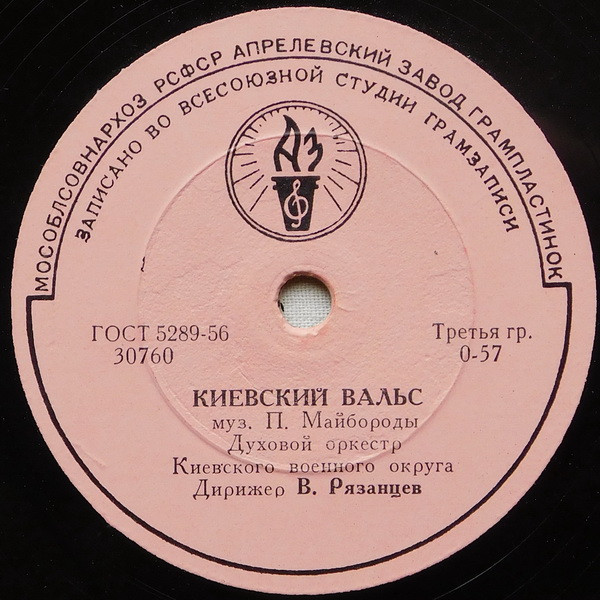 МОСОБЛСОВНАРХОЗ РСФСР АПРЕЛЕВСКИЙ ЗАВОД ГРАМПЛАСТИНОК
ЗАПИСАНО ВО ВСЕСОЮЗНОЙ СТУДИИ ГРАМЗАПИСИ
АЗ
ГОСТ 5289-56
30760
Третья гр.
0-57
КИЕВСКИЙ ВАЛЬС
муз. П. Майбороды
Духовой оркестр
Киевского военного округа
Дирижер В. Рязанцев